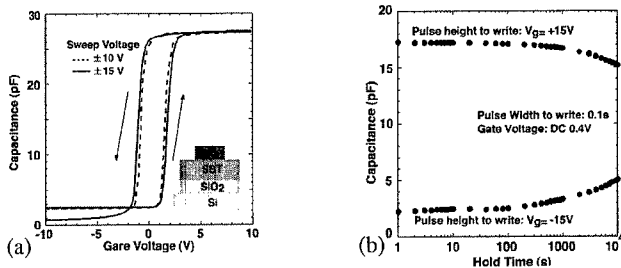 30
20
10
0
Capacitance (pF)
Sweep Voltage
±10 V
±15 V
SBT
SiO2
Si
-10
-5
0
5
10
Gare Voltage (V)
(a)
20
15
10
5
0
Capacitance (pF)
Pulse height to write: Vg= +15V
Pulse Width to write: 0.1s
Gate Voltage: DC 0.4V
Pulse height to write: Vg= -15V
1
10
100
1000
10
Hold Time (s)
(b)